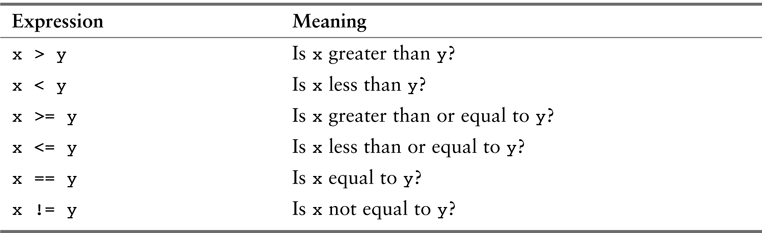 Expression Meaning
x > y Is x greater than y?
x < y Is x less than y?
x >= y Is x greater than or equal to y?
x <= y Is x less than or equal to y?
x == y Is x equal to y?
x != y Is x not equal to y?